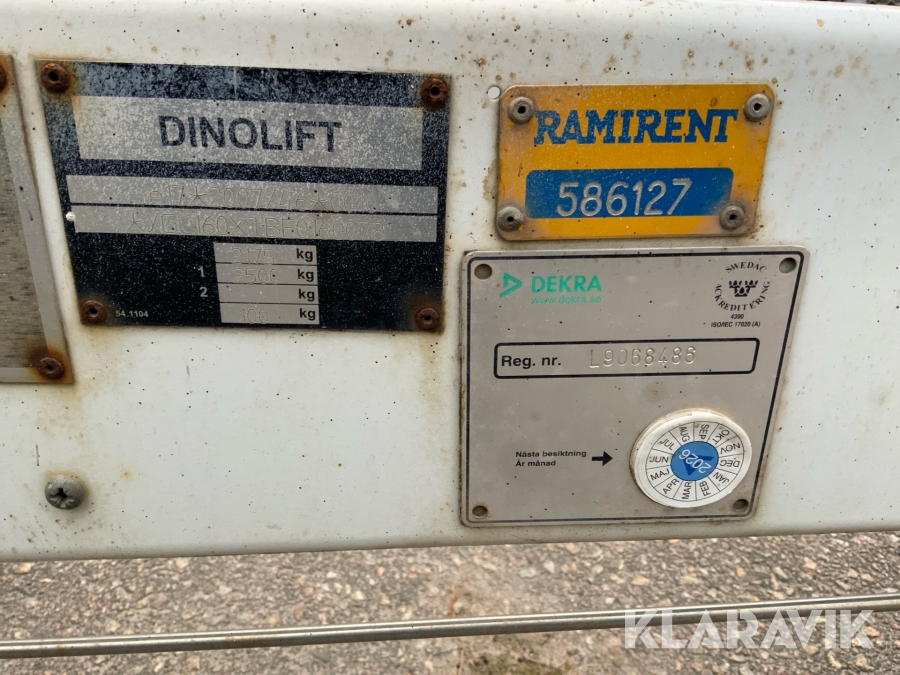 DINOLIFT
kg
1 2500 kg
2 kg
kg
54.1104
RAMIRENT
586127
DEKRA
www.dekra.se
SWEDAC
ACKREDITERING
4390
ISO/IEC 17020 (A)
Reg. nr. L9068486
Nästa besiktning
År månad
2026
JAN FEB MAR APR MAJ JUN JUL AUG SEP OKT NOV DEC
KLARAVIK